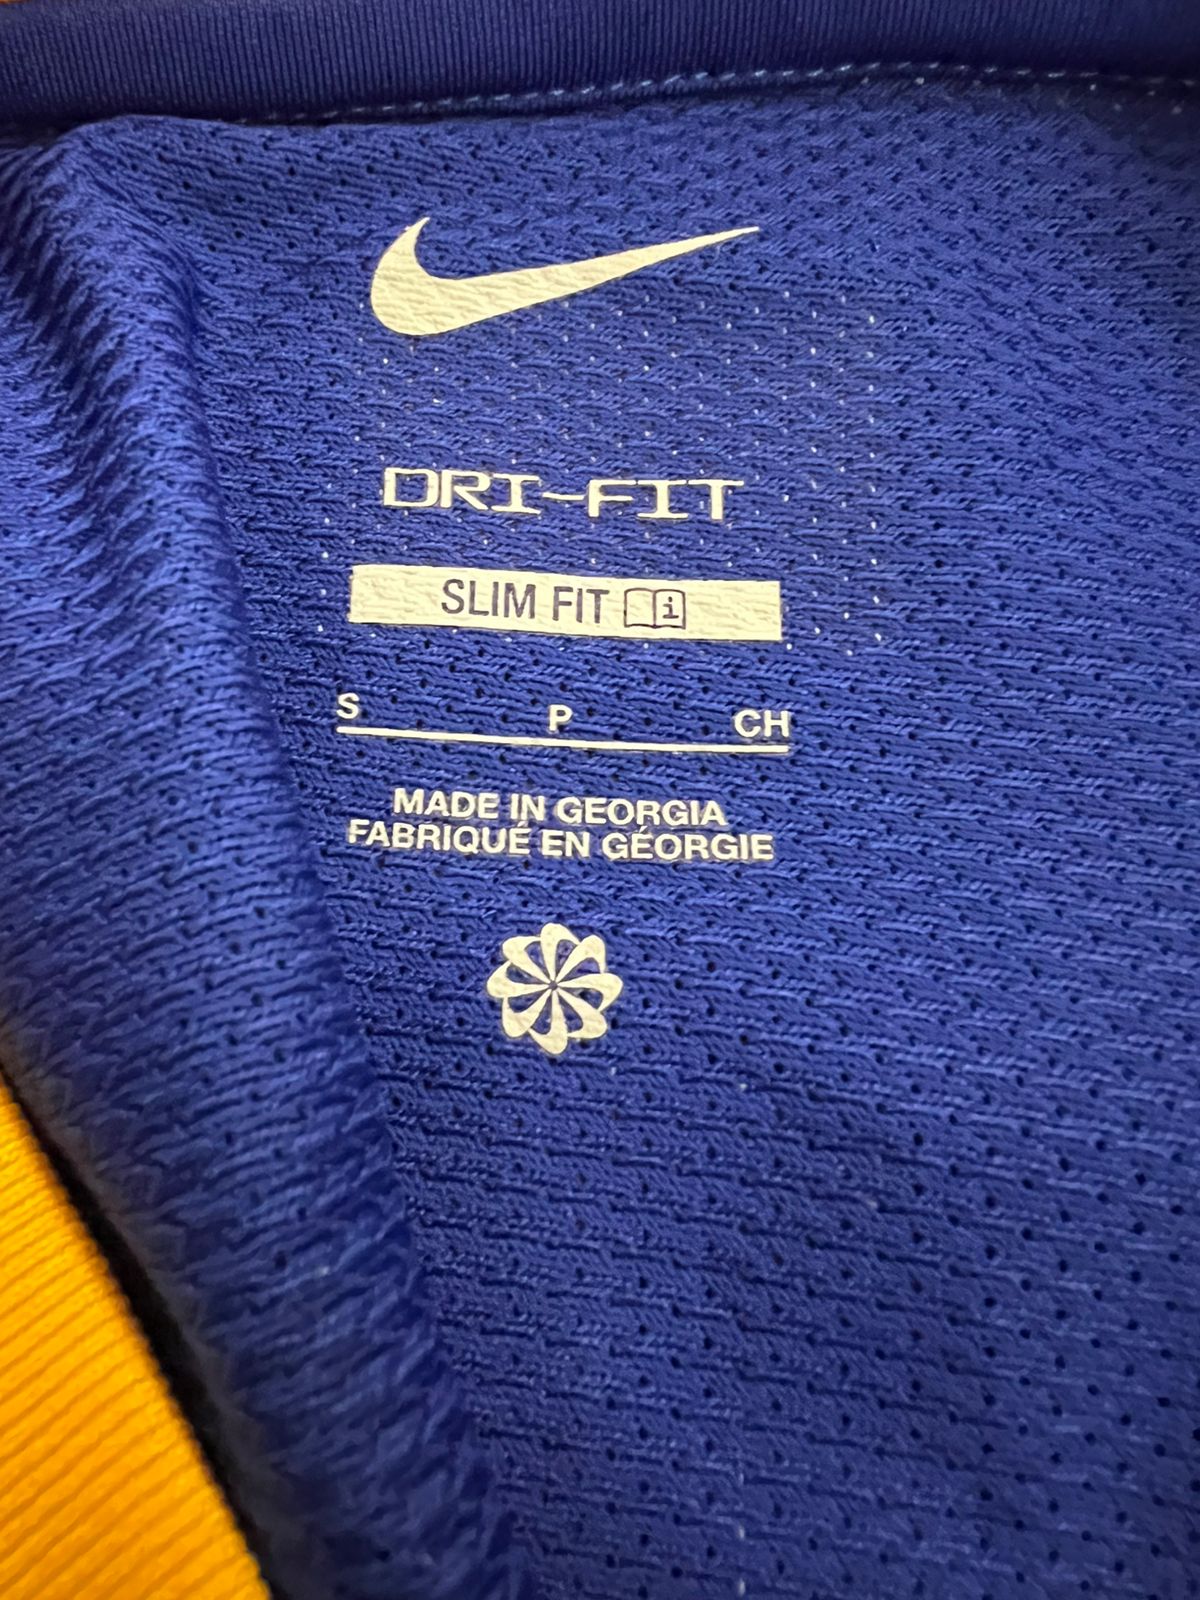 DRI-FIT
SLIM FIT i
S P CH
MADE IN GEORGIA
FABRIQUÉ EN GÉORGIE